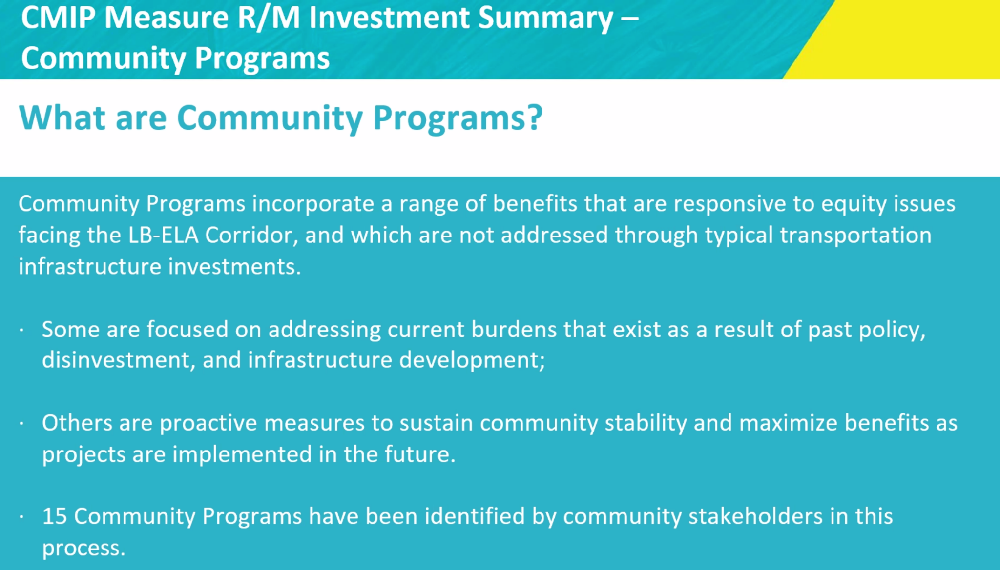 CMIP Measure R/M Investment Summary –
Community Programs
What are Community Programs?
Community Programs incorporate a range of benefits that are responsive to equity issues
facing the LB-ELA Corridor, and which are not addressed through typical transportation
infrastructure investments.
· Some are focused on addressing current burdens that exist as a result of past policy,
disinvestment, and infrastructure development;
· Others are proactive measures to sustain community stability and maximize benefits as
projects are implemented in the future.
· 15 Community Programs have been identified by community stakeholders in this
process.